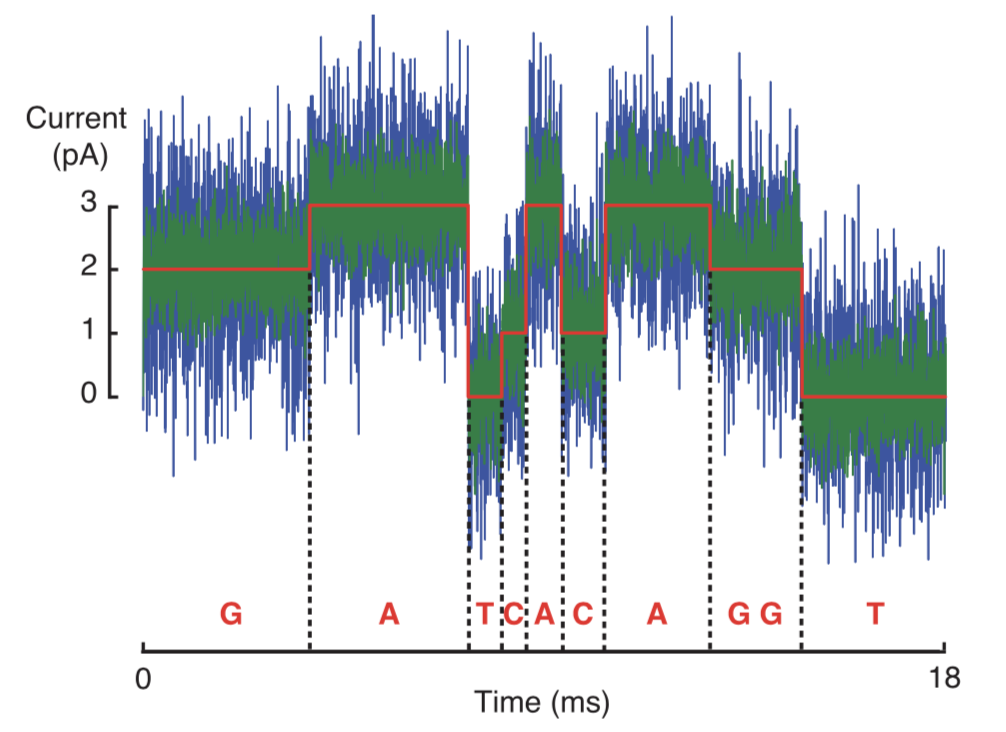 Current
(pA)
3
2
1
0
G A T C A C A G G T
0 18
Time (ms)